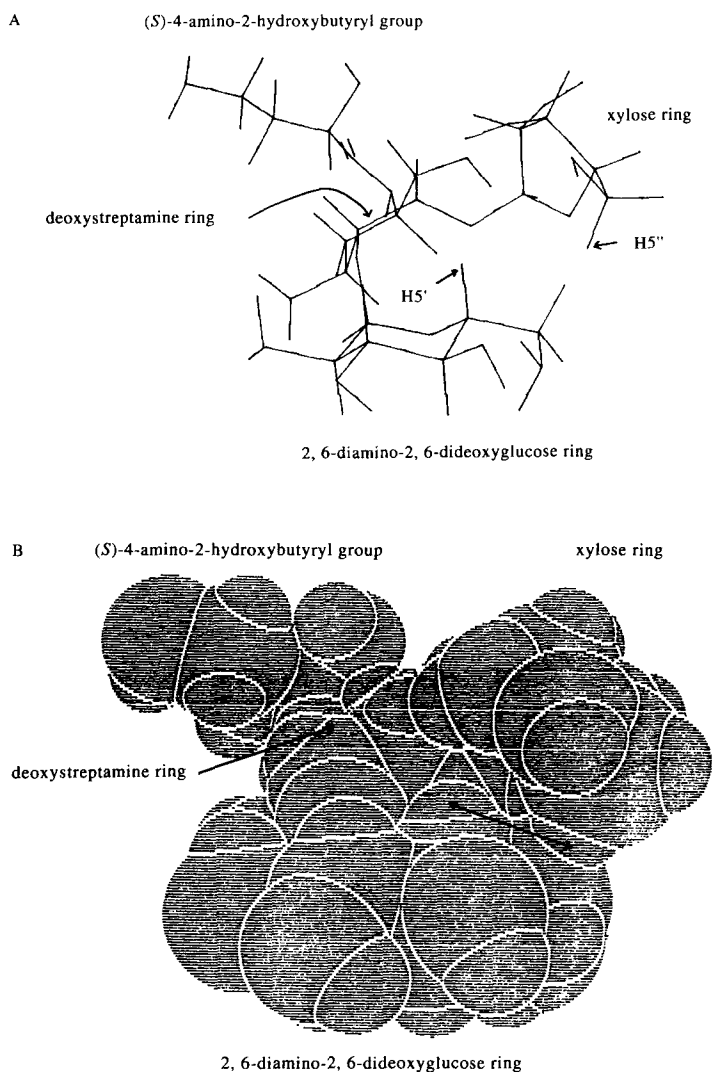 A
(S)-4-amino-2-hydroxybutyryl group
xylose ring
deoxystreptamine ring
H5''
H5'
2, 6-diamino-2, 6-dideoxyglucose ring
B
(S)-4-amino-2-hydroxybutyryl group
xylose ring
deoxystreptamine ring
2, 6-diamino-2, 6-dideoxyglucose ring